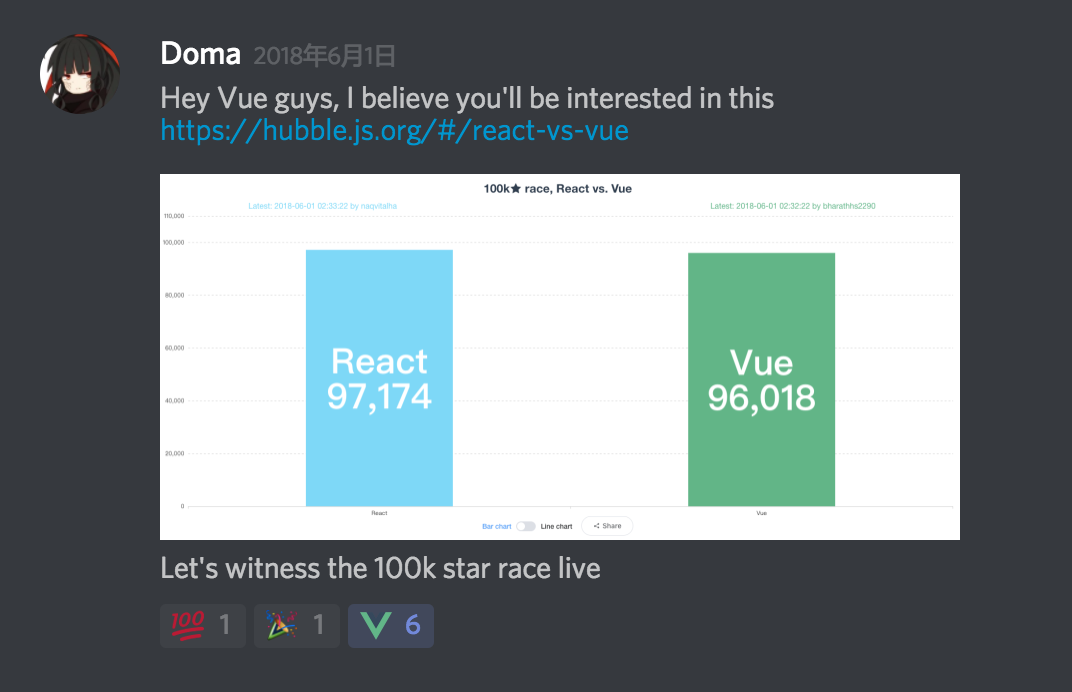 Doma 2018年6月1日
Hey Vue guys, I believe you'll be interested in this
https://hubble.js.org/#/react-vs-vue
100k★ race, React vs. Vue
Latest: 2018-06-01 02:33:22 by naqvitalha
Latest: 2018-06-01 02:32:22 by bharathhs2290
110,000
100,000
80,000
60,000
40,000
20,000
0
React
97,174
Vue
96,018
React
Vue
Bar chart Line chart Share
Let's witness the 100k star race live
100 1 1 6